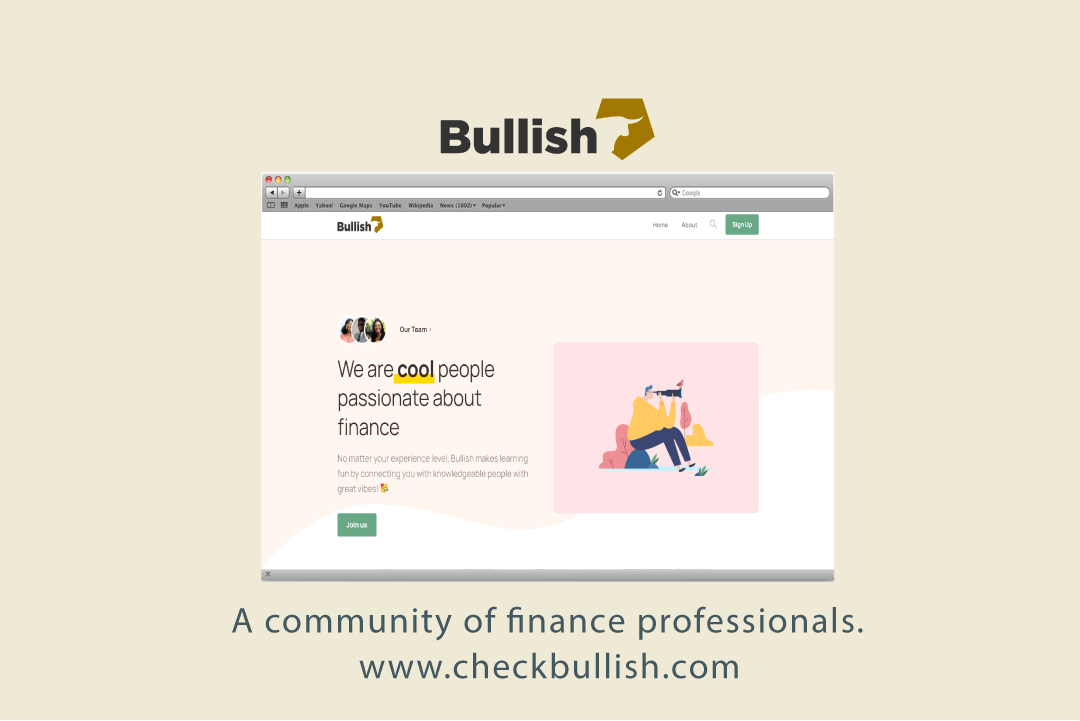 Bullish
Google
Apple Yahoo! Google Maps YouTube Wikipedia News (1002)▾ Popular▾
Bullish
Home About Sign Up
Our Team ›
We are cool people
passionate about
finance
No matter your experience level, Bullish makes learning
fun by connecting you with knowledgeable people with
great vibes! 🥳
Join us
A community of finance professionals.
www.checkbullish.com